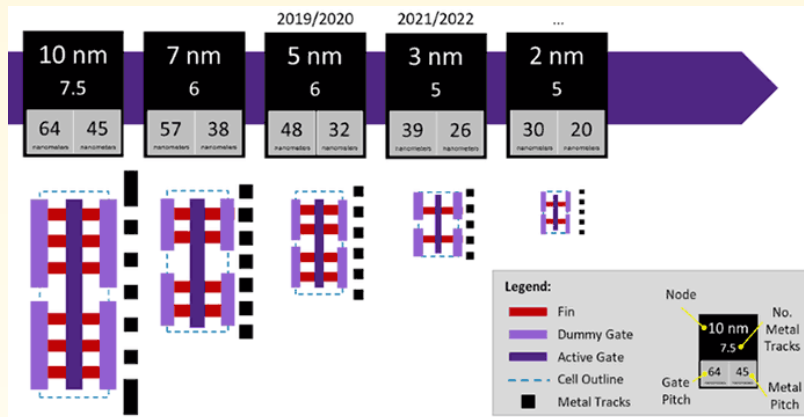 2019/2020 2021/2022 ...
10 nm 7 nm 5 nm 3 nm 2 nm
7.5 6 6 5 5
64 45 57 38 48 32 39 26 30 20
nanometers nanometers nanometers nanometers nanometers nanometers nanometers nanometers nanometers nanometers
Legend:
Fin
Dummy Gate
Active Gate
Cell Outline
Metal Tracks
Node
No.
Metal
Tracks
10 nm
7.5
64 45
nanometers nanometers
Gate
Pitch
Metal
Pitch